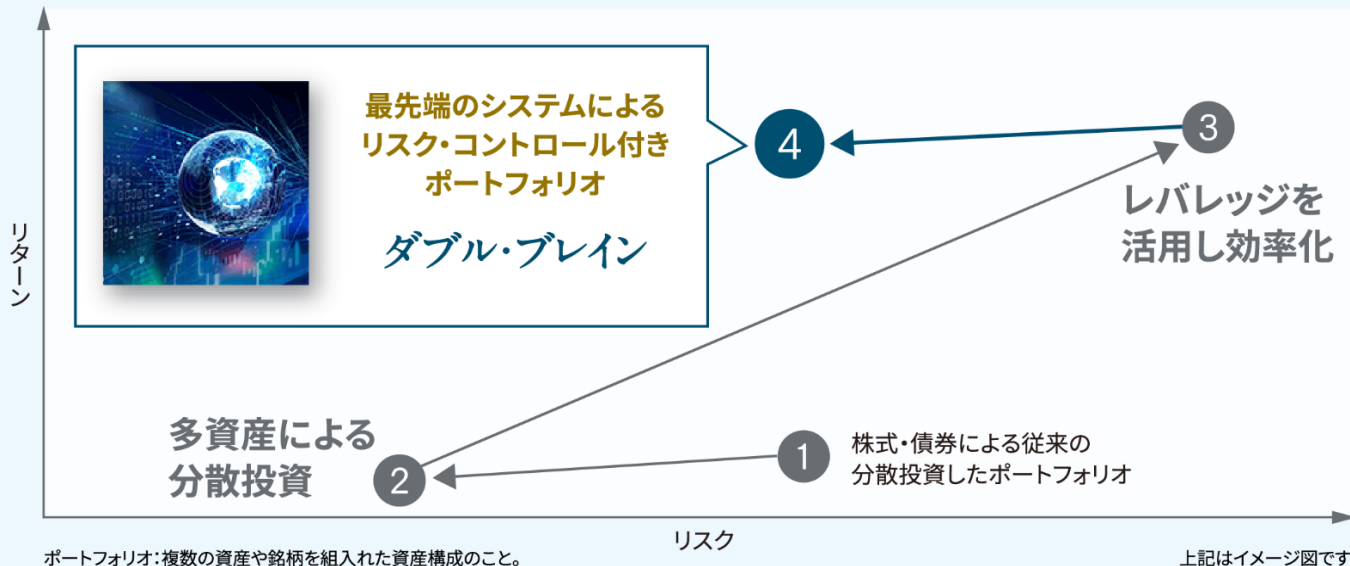 最先端のシステムによる
リスク・コントロール付き
ポートフォリオ
ダブル・ブレイン
4
3
レバレッジを
活用し効率化
リターン
多資産による
分散投資
2
1
株式・債券による従来の
分散投資したポートフォリオ
リスク
ポートフォリオ：複数の資産や銘柄を組入れた資産構成のこと。
上記はイメージ図です